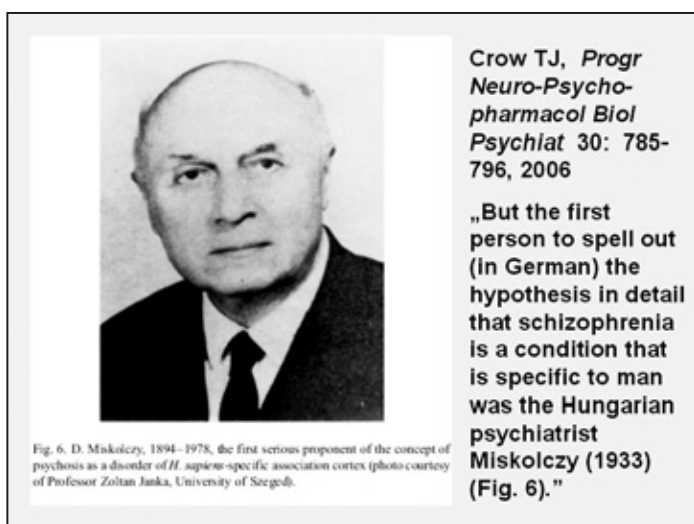 Crow TJ, Progr
Neuro-Psycho-
pharmacol Biol
Psychiat 30: 785-
796, 2006
„But the first
person to spell out
(in German) the
hypothesis in detail
that schizophrenia
is a condition that
is specific to man
was the Hungarian
psychiatrist
Miskolczy (1933)
(Fig. 6).”
Fig. 6. D. Miskolczy, 1894–1978, the first serious proponent of the concept of
psychosis as a disorder of H. sapiens-specific association cortex (photo courtesy
of Professor Zoltan Janka, University of Szeged).